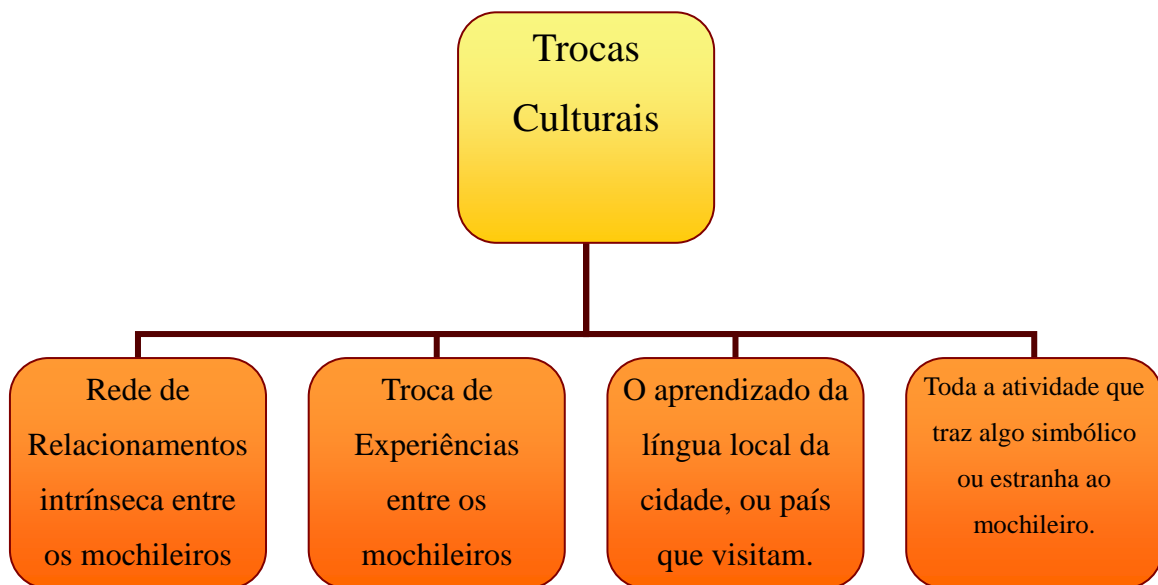 Trocas
Culturais
Rede de
Relacionamentos
intrínseca entre
os mochileiros
Troca de
Experiências
entre os
mochileiros
O aprendizado da
língua local da
cidade, ou país
que visitam.
Toda a atividade que
traz algo simbólico
ou estranha ao
mochileiro.